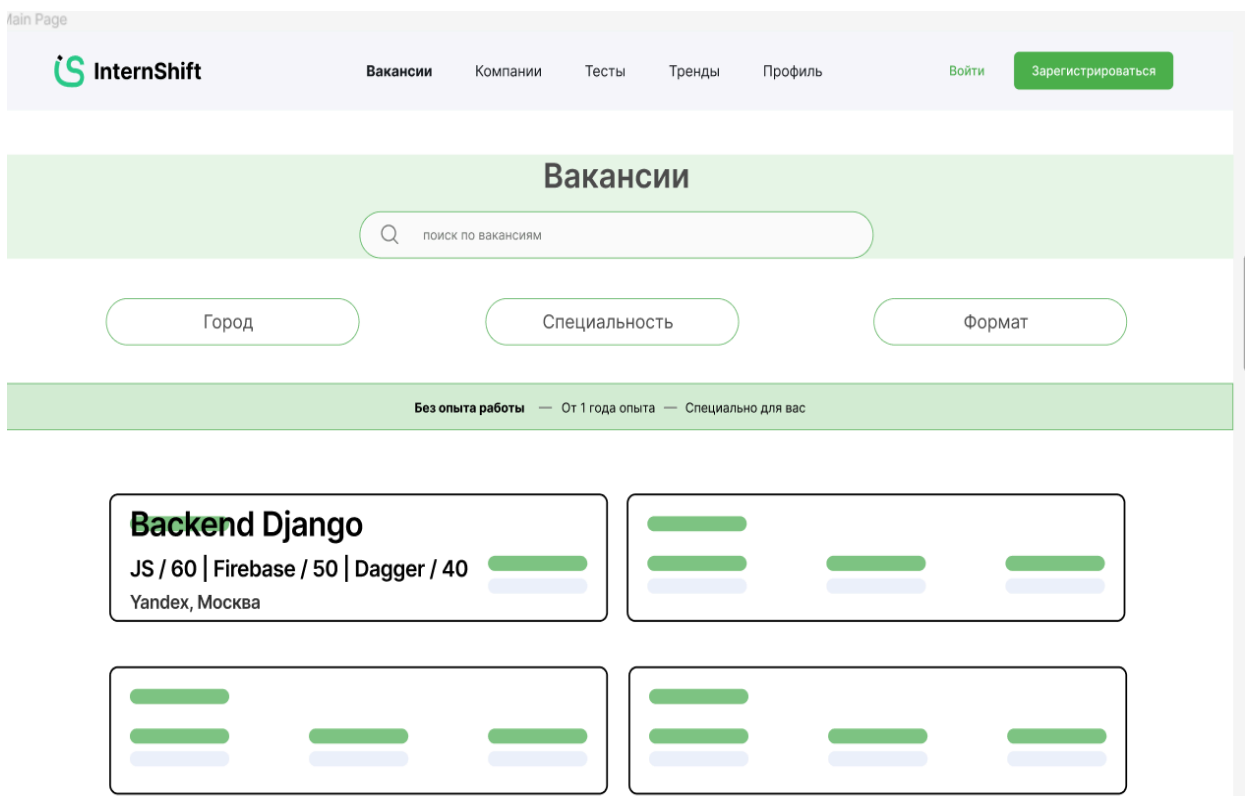 Main Page
InternShift Вакансии Компании Тесты Тренды Профиль Войти Зарегистрироваться
Вакансии
поиск по вакансиям
Город Специальность Формат
Без опыта работы — От 1 года опыта — Специально для вас
Backend Django
JS / 60 | Firebase / 50 | Dagger / 40
Yandex, Москва